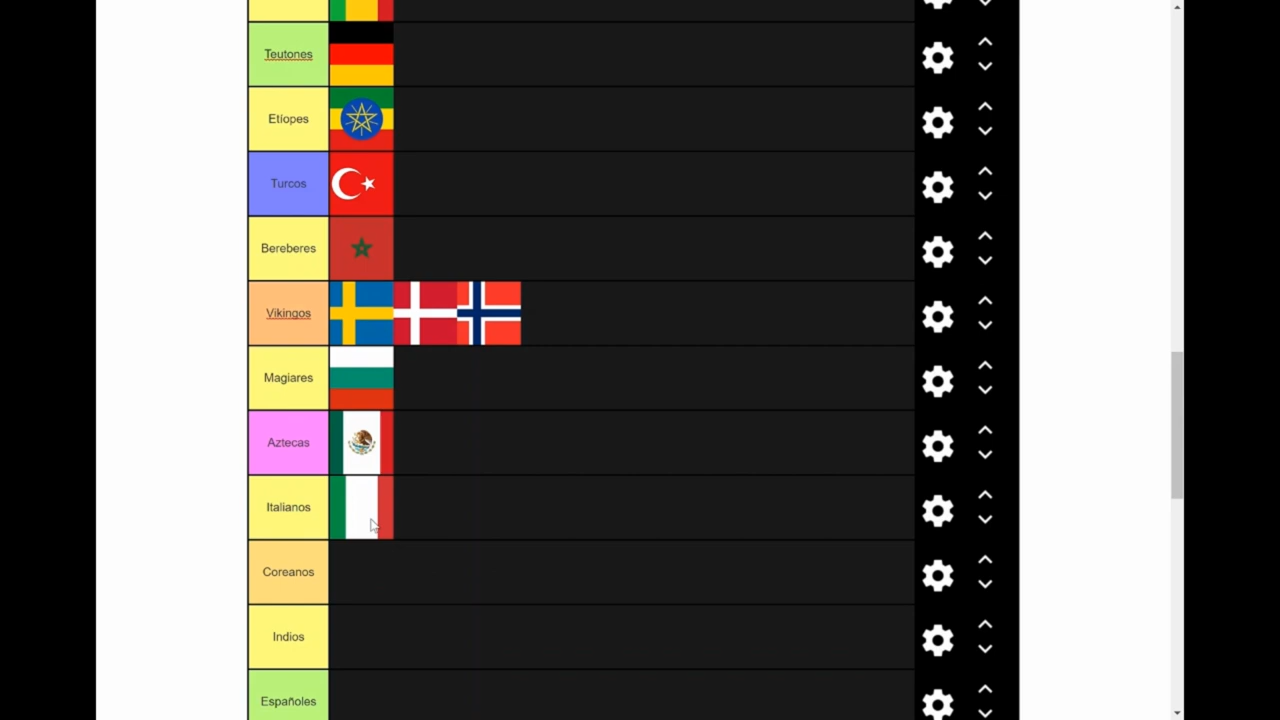 Teutones
Etíopes
Turcos
Bereberes
Vikingos
Magiares
Aztecas
Italianos
Coreanos
Indios
Españoles